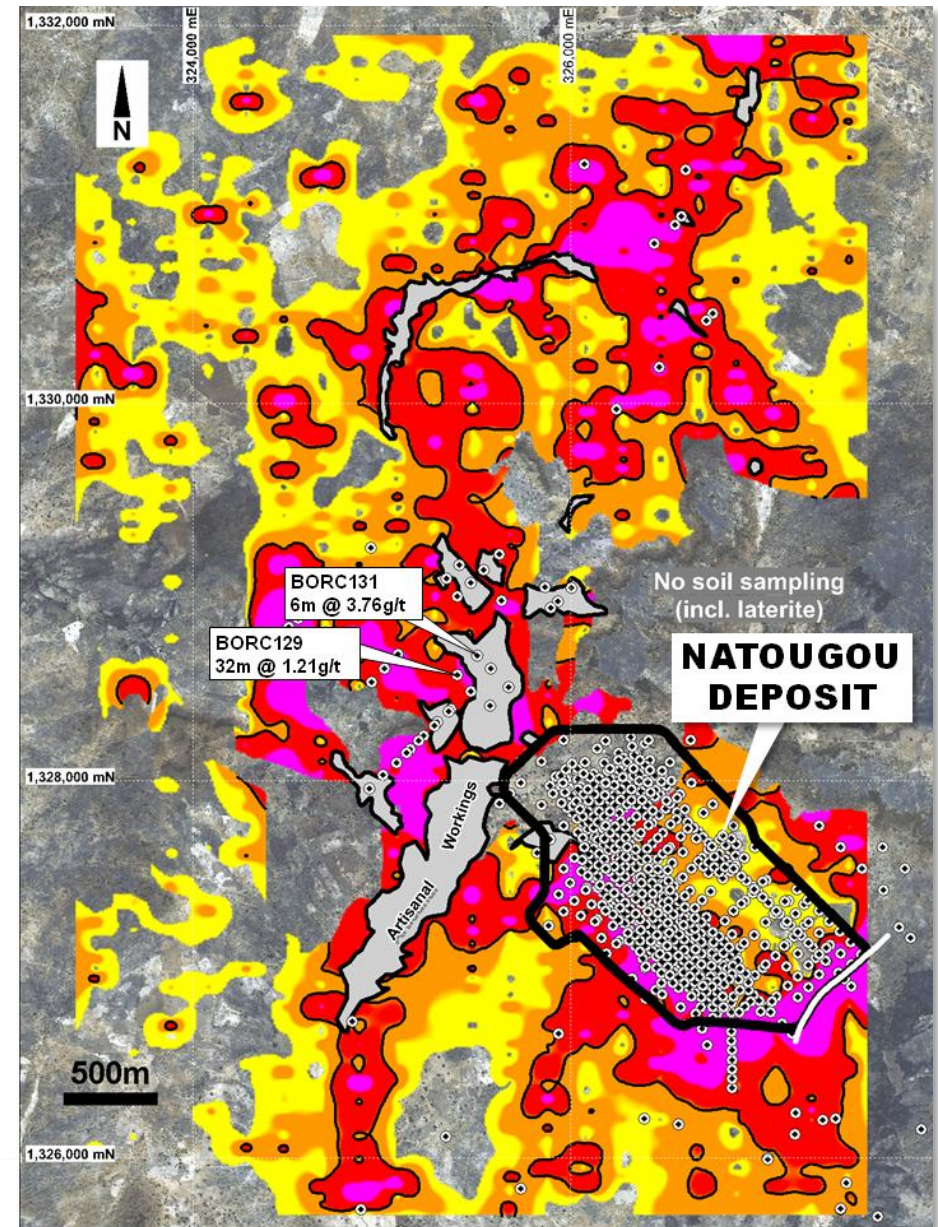 1,332,000 mN
324,000 mE
326,000 mE
N
1,330,000 mN
BORC131
6m @ 3.76g/t
BORC129
32m @ 1.21g/t
No soil sampling
(incl. laterite)
NATOUGOU
DEPOSIT
1,328,000 mN
Artisanal Workings
500m
1,326,000 mN